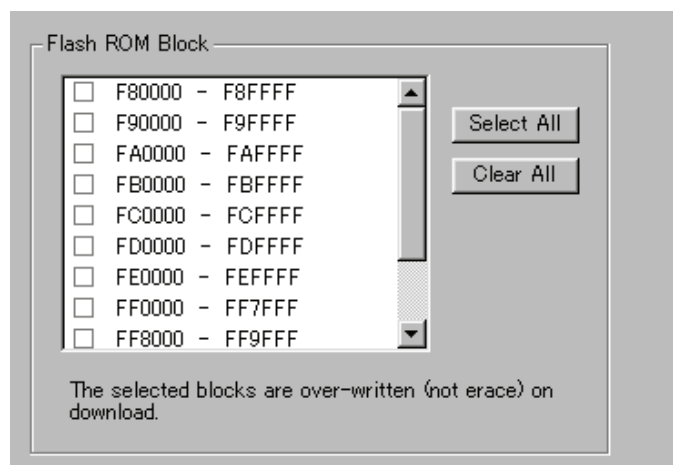 Flash ROM Block
F80000 - F8FFFF
F90000 - F9FFFF
FA0000 - FAFFFF
FB0000 - FBFFFF
FC0000 - FCFFFF
FD0000 - FDFFFF
FE0000 - FEFFFF
FF0000 - FF7FFF
FF8000 - FF9FFF
Select All
Clear All
The selected blocks are over-written (not erace) on
download.